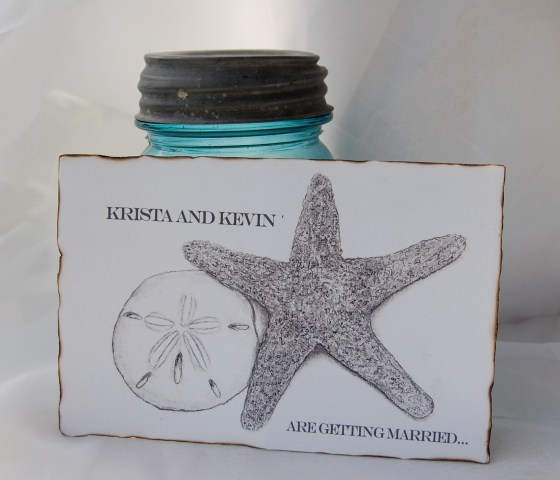 KRISTA AND KEVIN
ARE GETTING MARRIED...